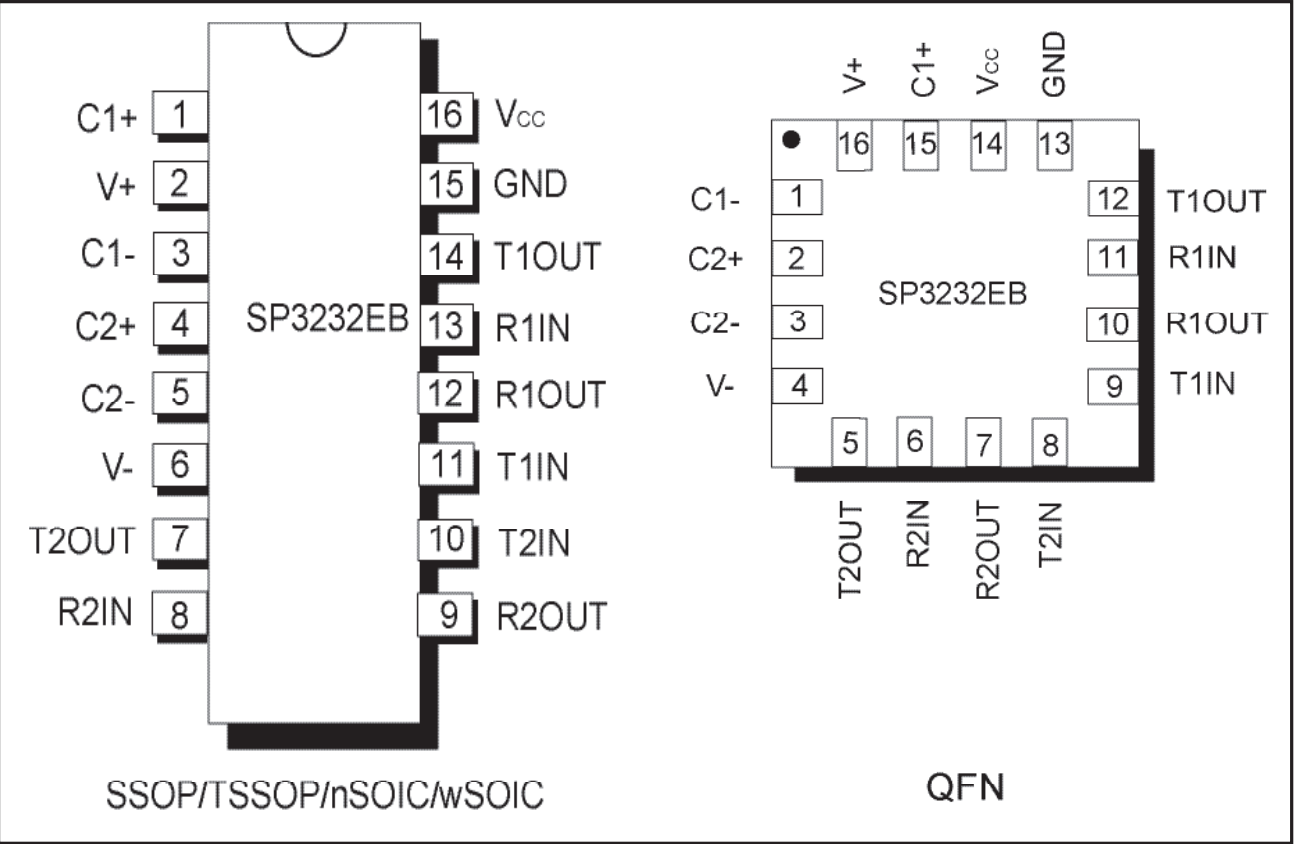 C1+ 1 16 VCC
V+ 2 15 GND
C1- 3 14 T1OUT
C2+ 4 SP3232EB 13 R1IN
C2- 5 12 R1OUT
V- 6 11 T1IN
T2OUT 7 10 T2IN
R2IN 8 9 R2OUT
SSOP/TSSOP/nSOIC/wSOIC
V+ C1+ VCC GND
16 15 14 13
C1- 1 12 T1OUT
C2+ 2 11 R1IN
SP3232EB
C2- 3 10 R1OUT
V- 4 9 T1IN
5 6 7 8
T2OUT R2IN R2OUT T2IN
QFN